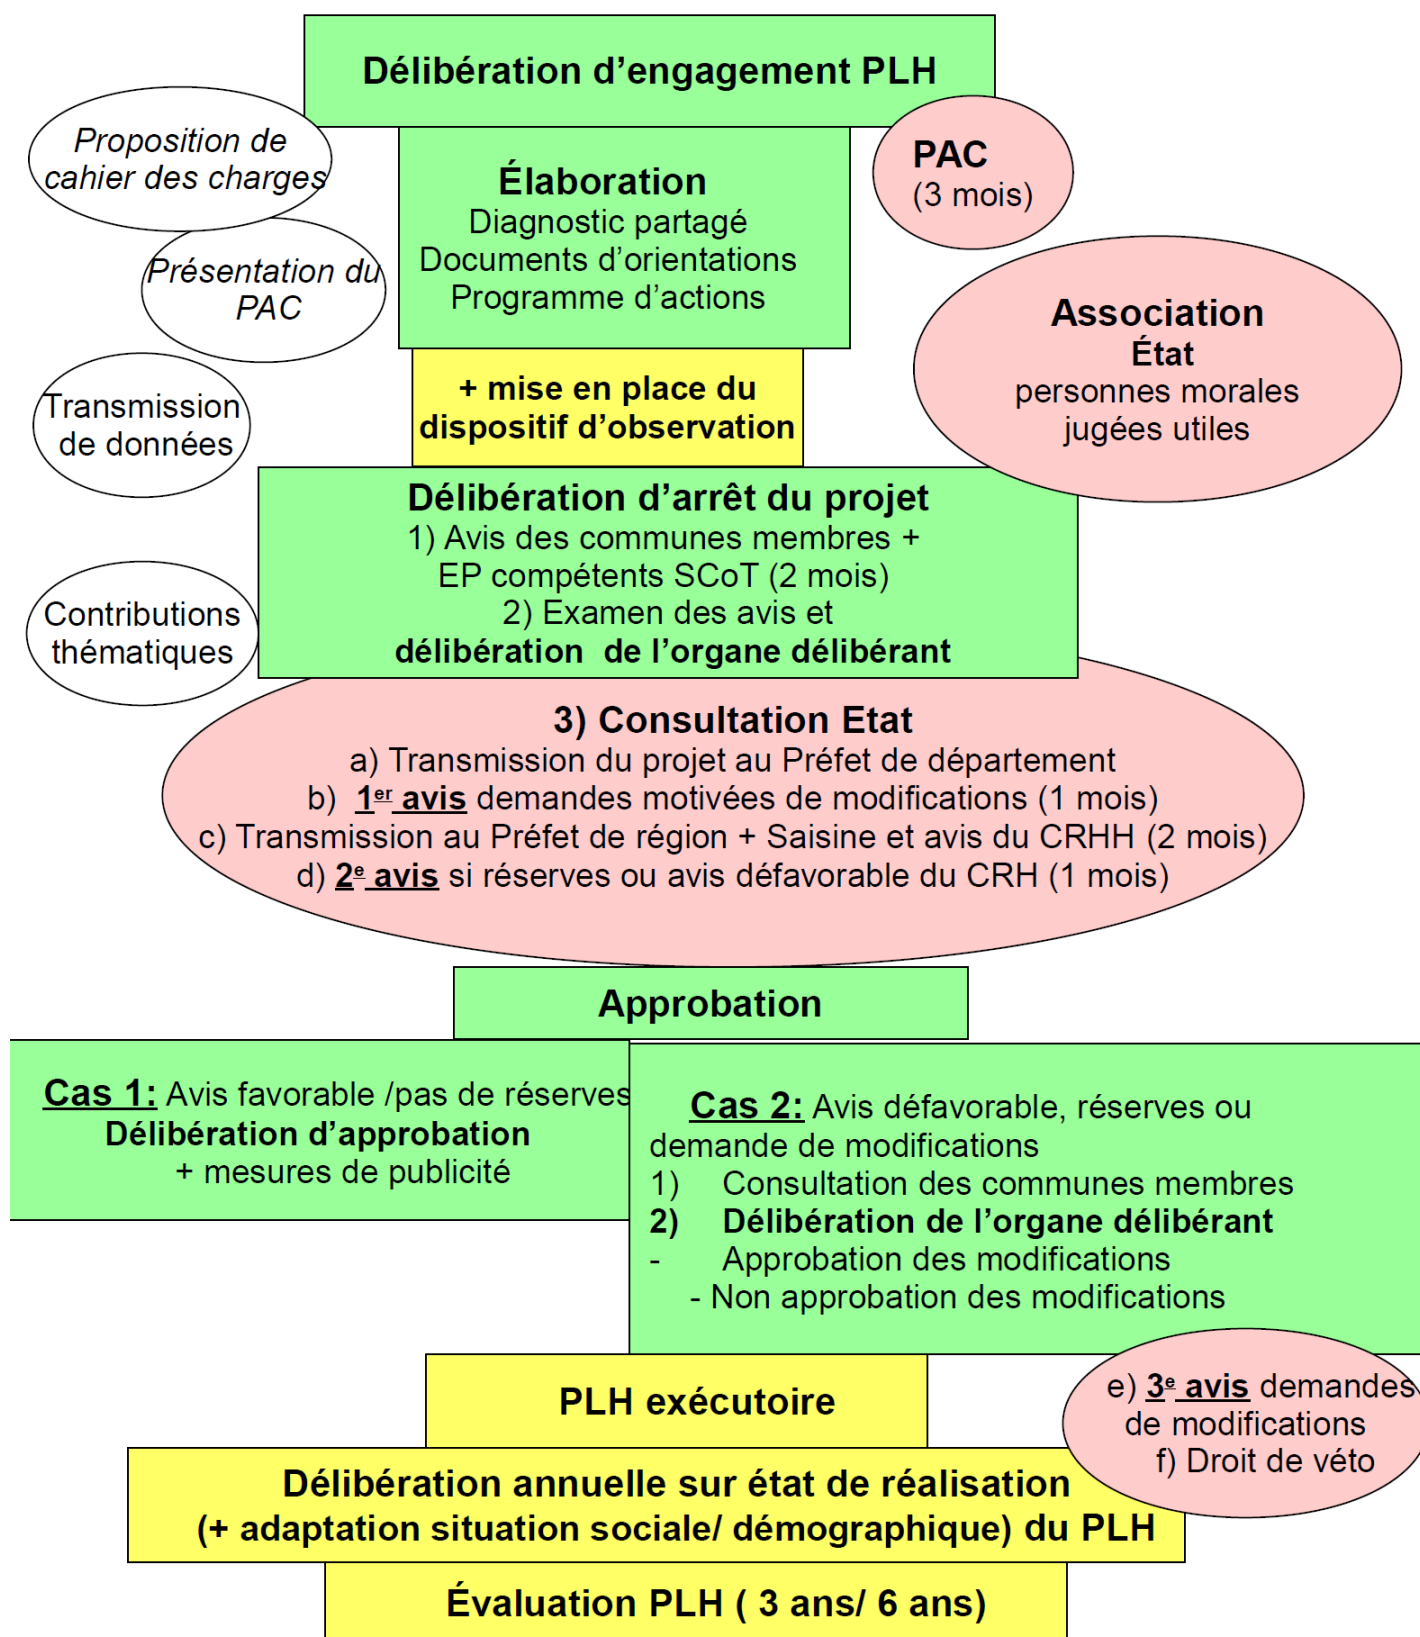 Délibération d’engagement PLH
Proposition de
cahier des charges
PAC
(3 mois)
Élaboration
Diagnostic partagé
Documents d’orientations
Programme d’actions
Présentation du
PAC
Association
État
personnes morales
jugées utiles
+ mise en place du
dispositif d’observation
Transmission
de données
Délibération d’arrêt du projet
1) Avis des communes membres +
EP compétents SCoT (2 mois)
2) Examen des avis et
délibération de l’organe délibérant
Contributions
thématiques
3) Consultation Etat
a) Transmission du projet au Préfet de département
b) 1er avis demandes motivées de modifications (1 mois)
c) Transmission au Préfet de région + Saisine et avis du CRHH (2 mois)
d) 2e avis si réserves ou avis défavorable du CRH (1 mois)
Approbation
Cas 1: Avis favorable /pas de réserves
Délibération d’approbation
+ mesures de publicité
Cas 2: Avis défavorable, réserves ou
demande de modifications
1) Consultation des communes membres
2) Délibération de l’organe délibérant
- Approbation des modifications
- Non approbation des modifications
e) 3e avis demandes
de modifications
f) Droit de véto
PLH exécutoire
Délibération annuelle sur état de réalisation
(+ adaptation situation sociale/ démographique) du PLH
Évaluation PLH ( 3 ans/ 6 ans)